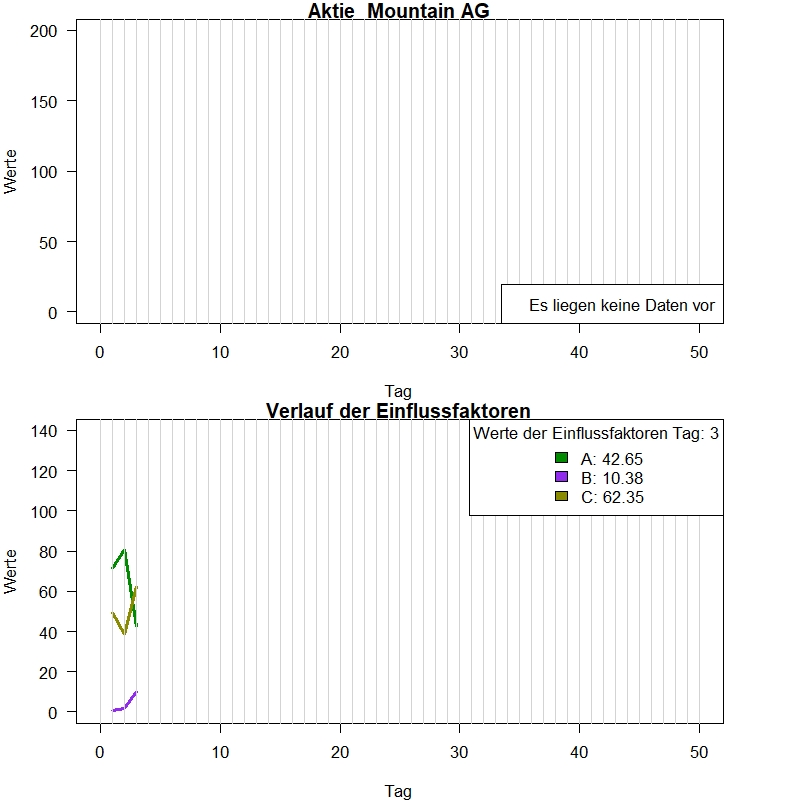 Aktie  Mountain AG
Werte
200
150
100
50
0
Es liegen keine Daten vor
0 10 20 30 40 50
Tag
Verlauf der Einflussfaktoren
Werte
140
120
100
80
60
40
20
0
Werte der Einflussfaktoren Tag: 3
A: 42.65
B: 10.38
C: 62.35
0 10 20 30 40 50
Tag